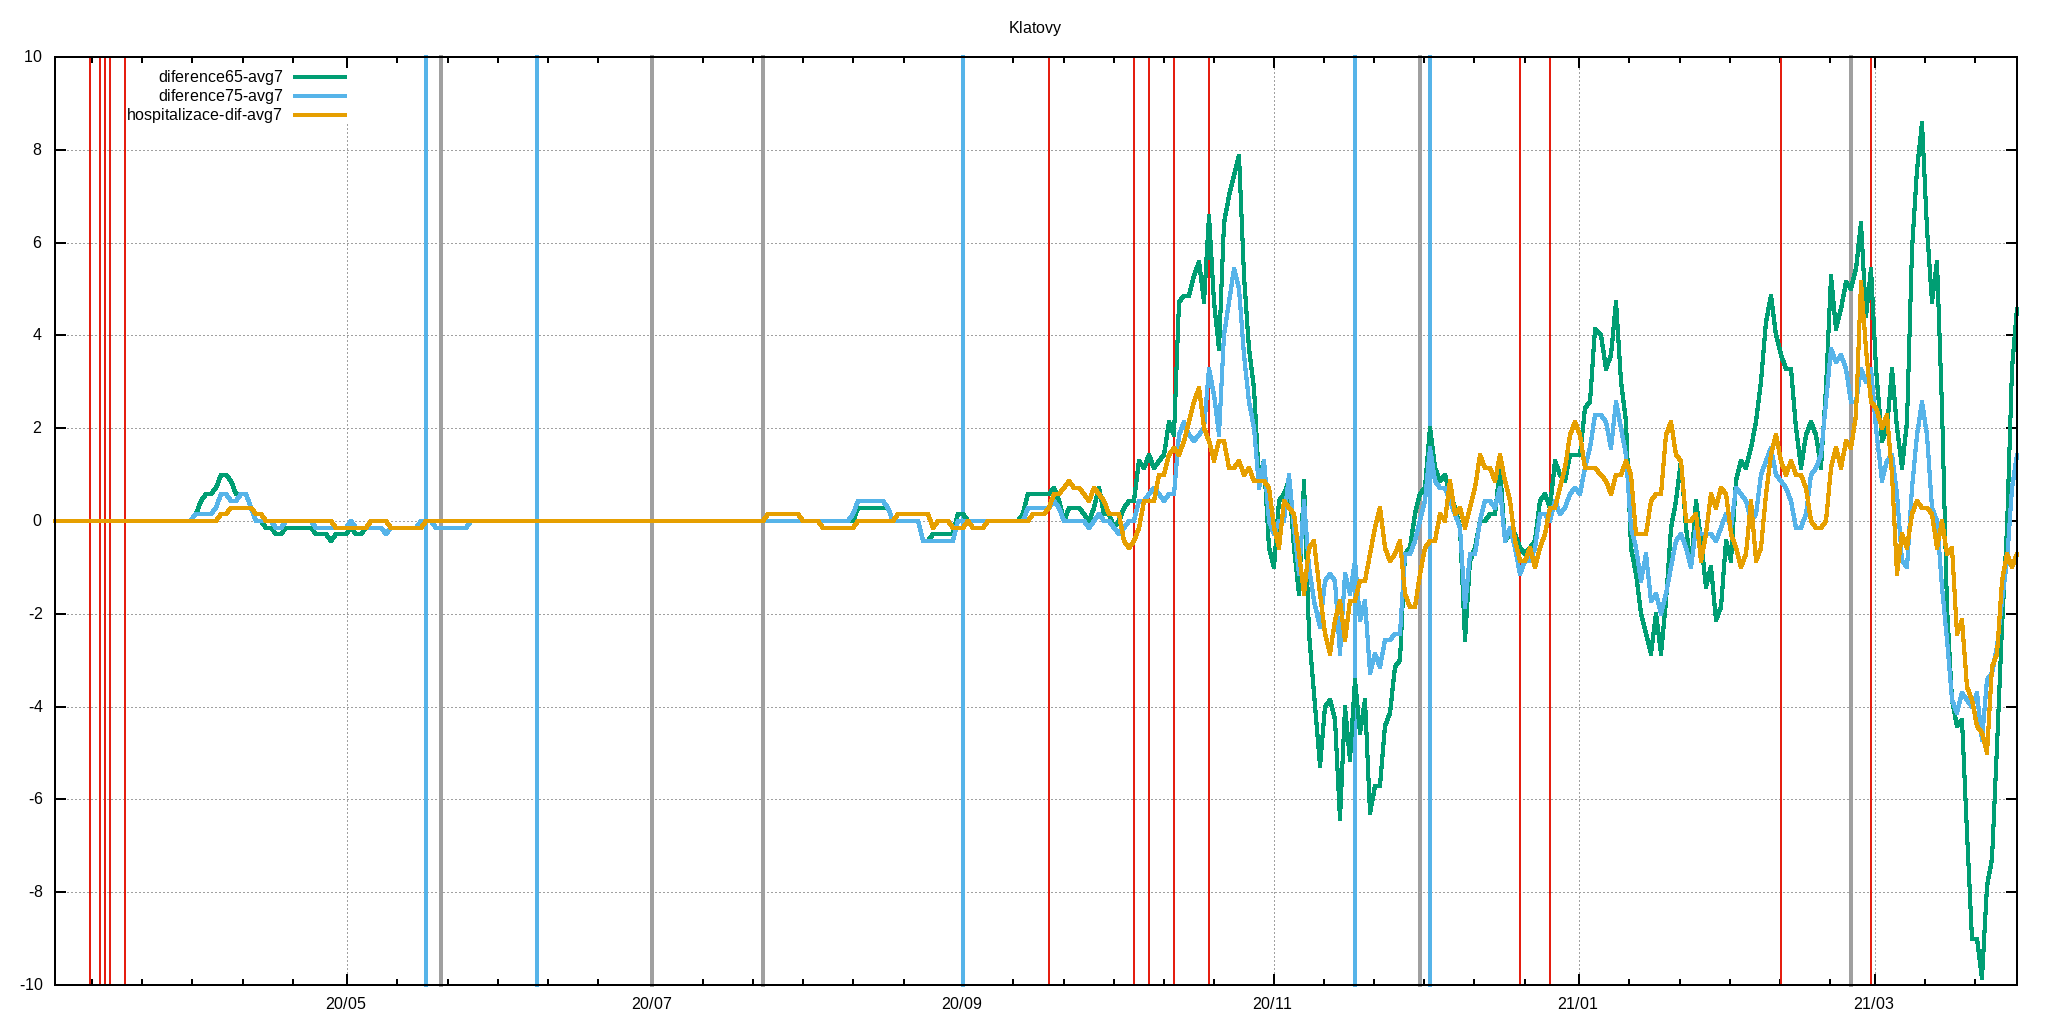 Klatovy
10
diference65-avg7
diference75-avg7
hospitalizace-dif-avg7
8
6
4
2
0
-2
-4
-6
-8
-10
20/05 20/07 20/09 20/11 21/01 21/03